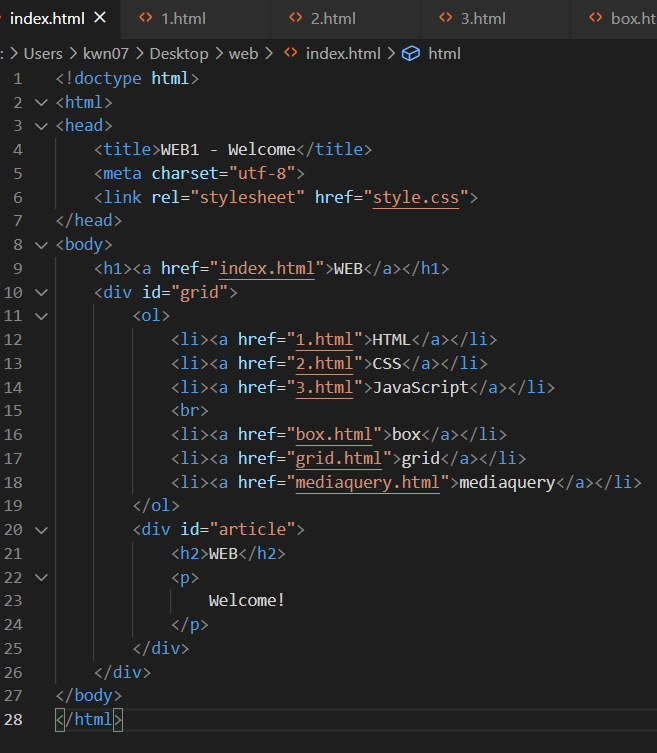 index.html × <> 1.html <> 2.html <> 3.html <> box.ht
: > Users > kwn07 > Desktop > web > <> index.html > html
1 <!doctype html>
2 <html>
3 <head>
4 <title>WEB1 - Welcome</title>
5 <meta charset="utf-8">
6 <link rel="stylesheet" href="style.css">
7 </head>
8 <body>
9 <h1><a href="index.html">WEB</a></h1>
10 <div id="grid">
11 <ol>
12 <li><a href="1.html">HTML</a></li>
13 <li><a href="2.html">CSS</a></li>
14 <li><a href="3.html">JavaScript</a></li>
15 <br>
16 <li><a href="box.html">box</a></li>
17 <li><a href="grid.html">grid</a></li>
18 <li><a href="mediaquery.html">mediaquery</a></li>
19 </ol>
20 <div id="article">
21 <h2>WEB</h2>
22 <p>
23 Welcome!
24 </p>
25 </div>
26 </div>
27 </body>
28 </html>